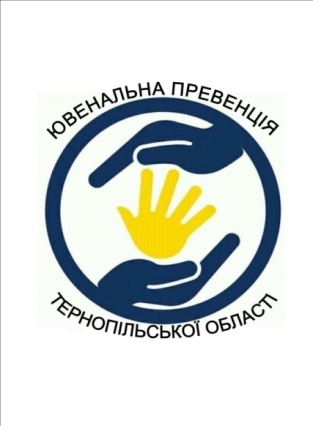 ЮВЕНАЛЬНА ПРЕВЕНЦІЯ
ТЕРНОПІЛЬСЬКОЇ ОБЛАСТІ